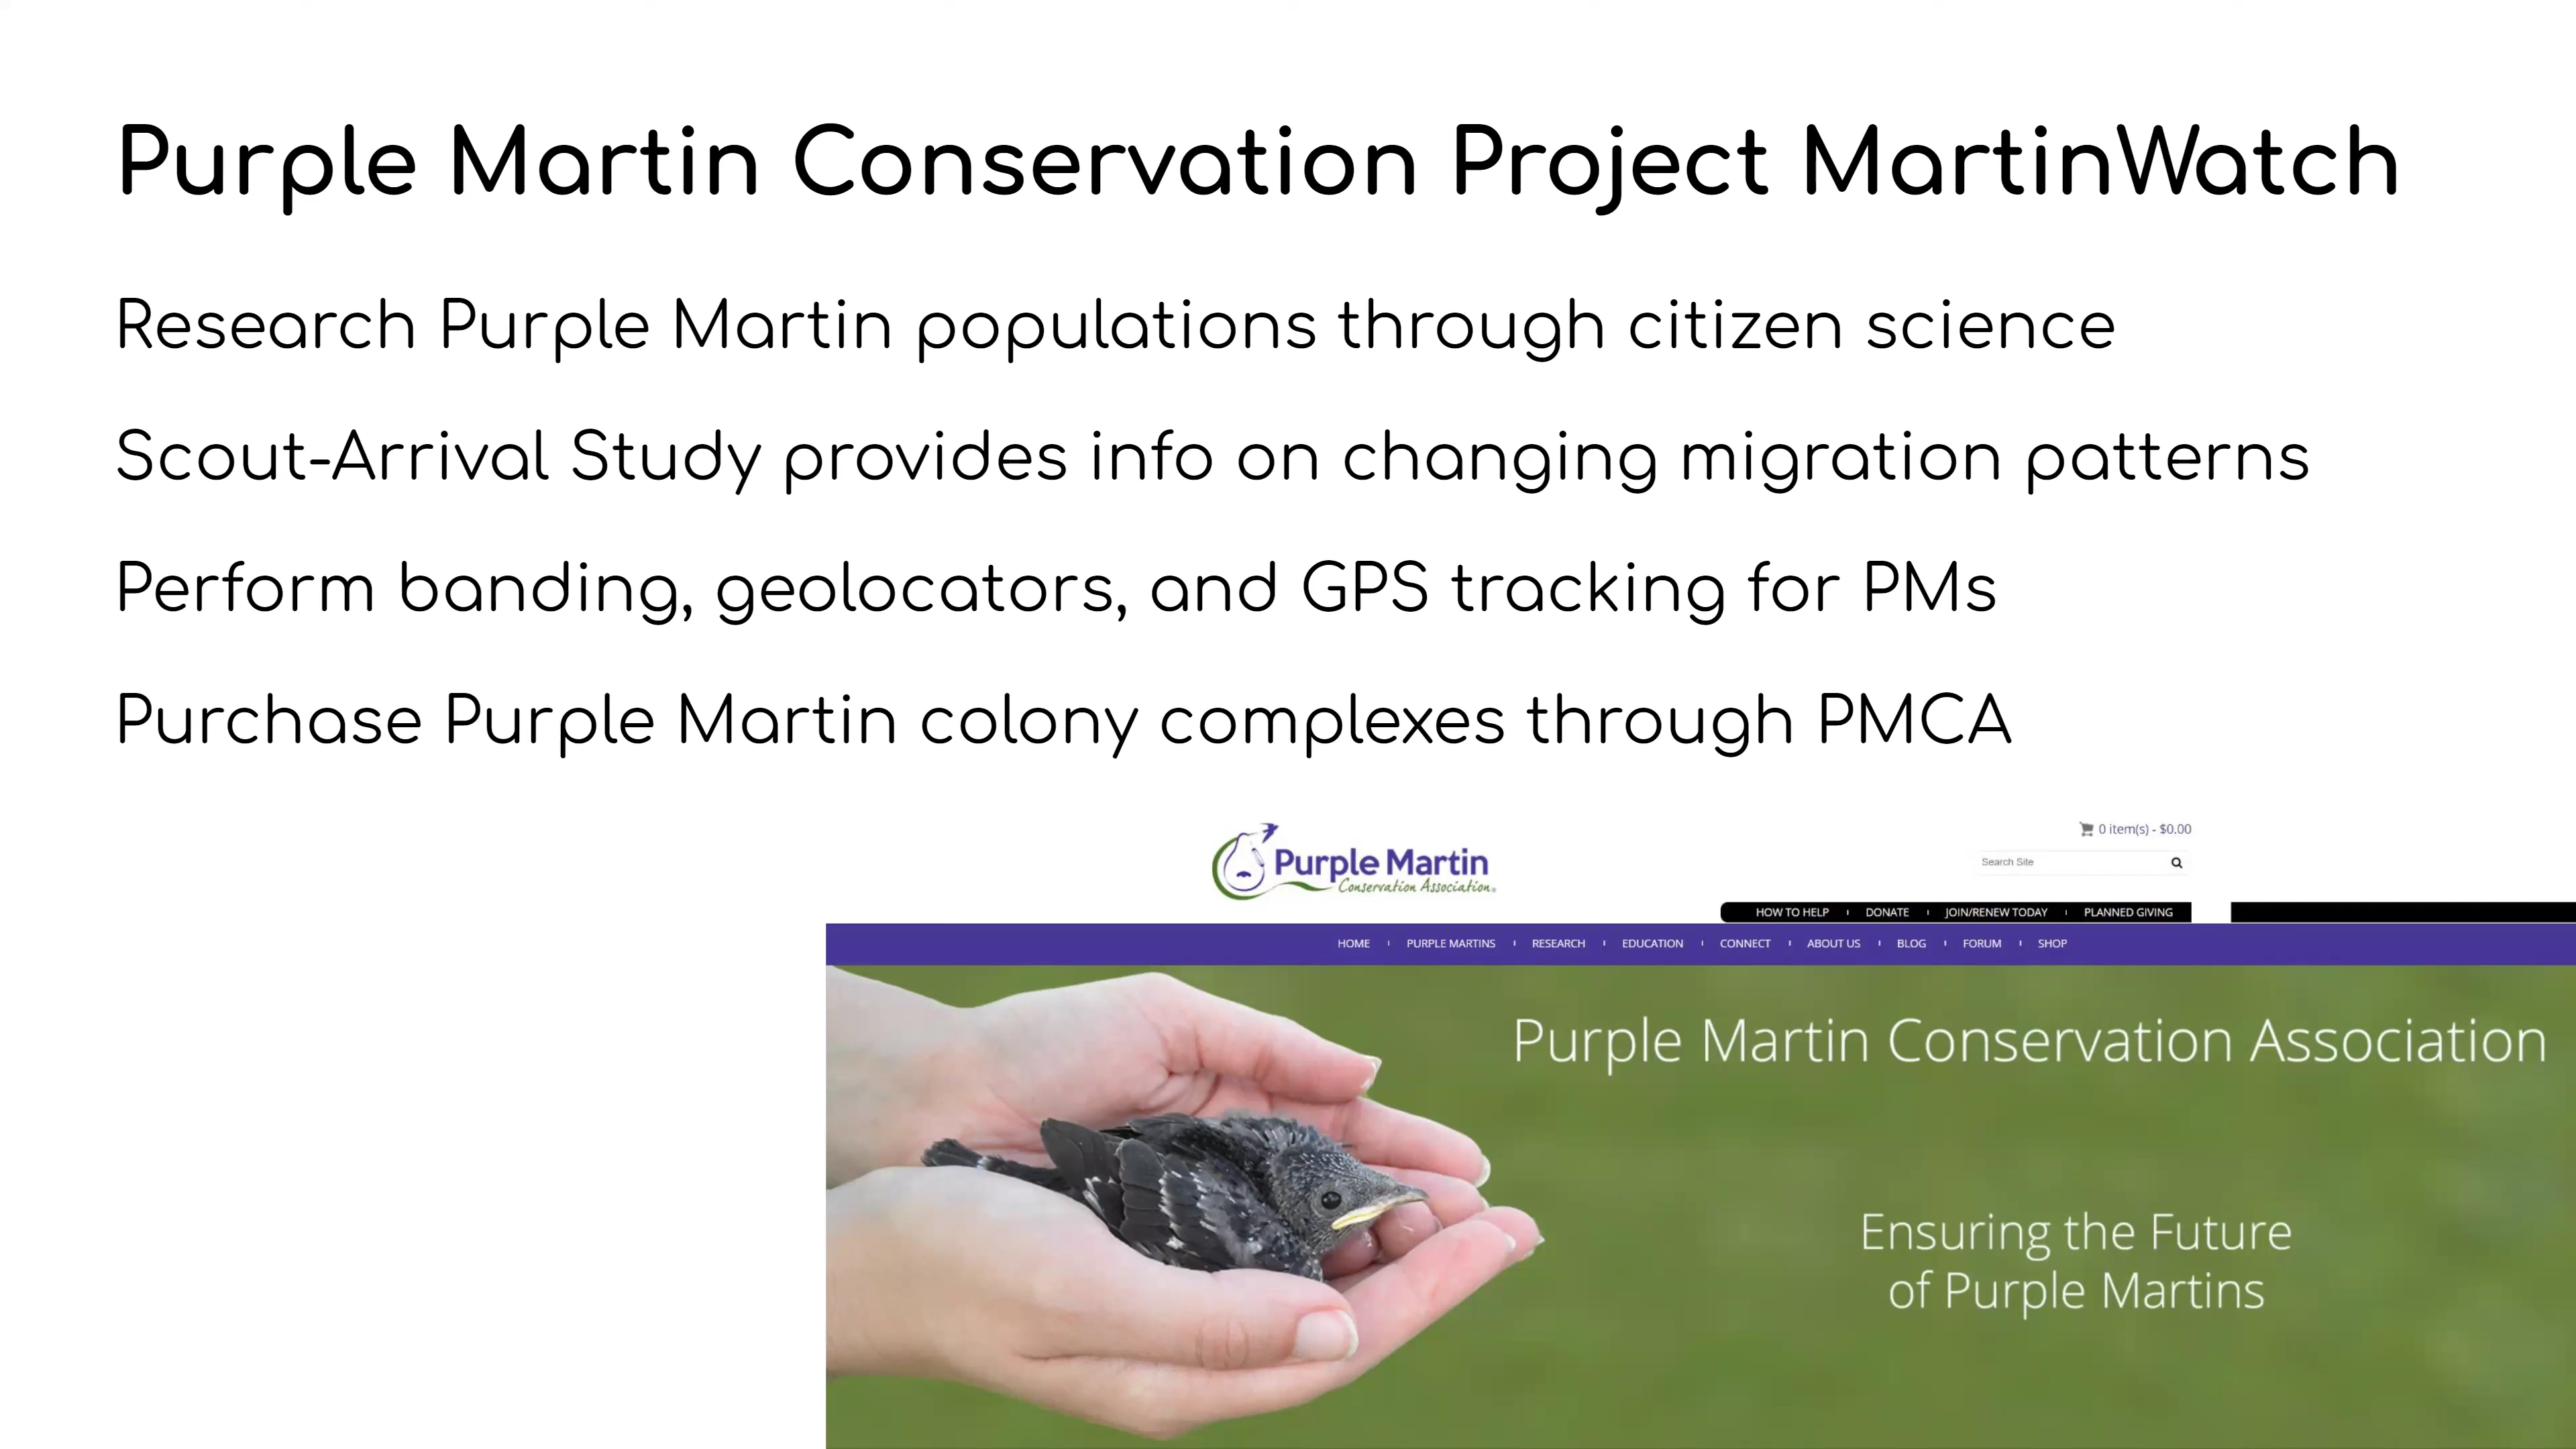 Purple Martin Conservation Project MartinWatch
Research Purple Martin populations through citizen science
Scout-Arrival Study provides info on changing migration patterns
Perform banding, geolocators, and GPS tracking for PMs
Purchase Purple Martin colony complexes through PMCA
0 item(s) - $0.00
Purple Martin
Conservation Association®
Search Site
HOW TO HELP DONATE JOIN/RENEW TODAY PLANNED GIVING
HOME PURPLE MARTINS RESEARCH EDUCATION CONNECT ABOUT US BLOG FORUM SHOP
Purple Martin Conservation Association
Ensuring the Future
of Purple Martins